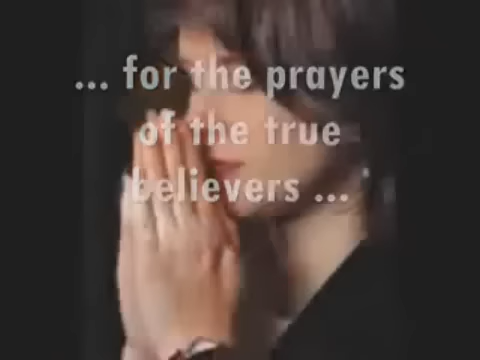 ... for the prayers
of the true
believers ...